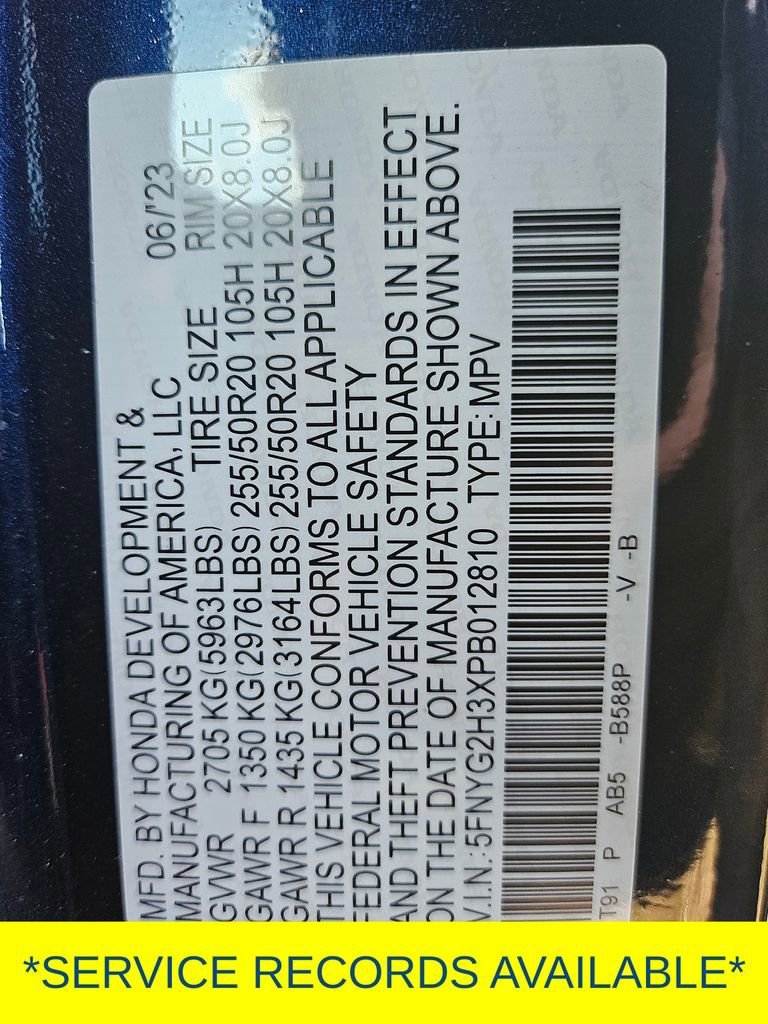 MFD. BY HONDA DEVELOPMENT &
MANUFACTURING OF AMERICA, LLC 06/'23
GVWR 2705 KG(5963LBS) TIRE SIZE RIM SIZE
GAWR F 1350 KG(2976LBS) 255/50R20 105H 20X8.0J
GAWR R 1435 KG(3164LBS) 255/50R20 105H 20X8.0J
THIS VEHICLE CONFORMS TO ALL APPLICABLE
FEDERAL MOTOR VEHICLE SAFETY
AND THEFT PREVENTION STANDARDS IN EFFECT
ON THE DATE OF MANUFACTURE SHOWN ABOVE.
V.I.N.: 5FNYG2H3XPB012810 TYPE: MPV
T91 P AB5 -B588P -V -B
*SERVICE RECORDS AVAILABLE*